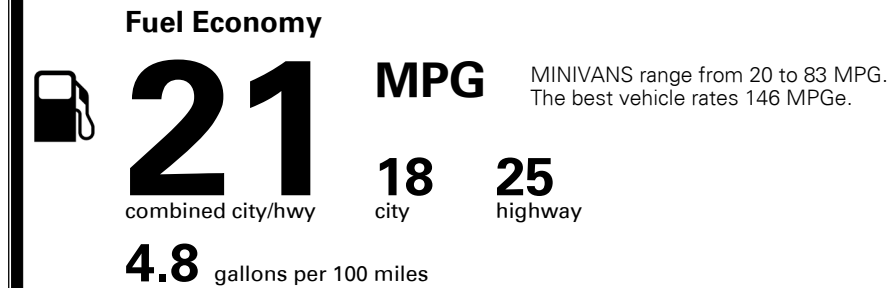 Fuel Economy
21 MPG
MINIVANS range from 20 to 83 MPG.
The best vehicle rates 146 MPGe.
18 25
combined city/hwy city highway
4.8 gallons per 100 miles